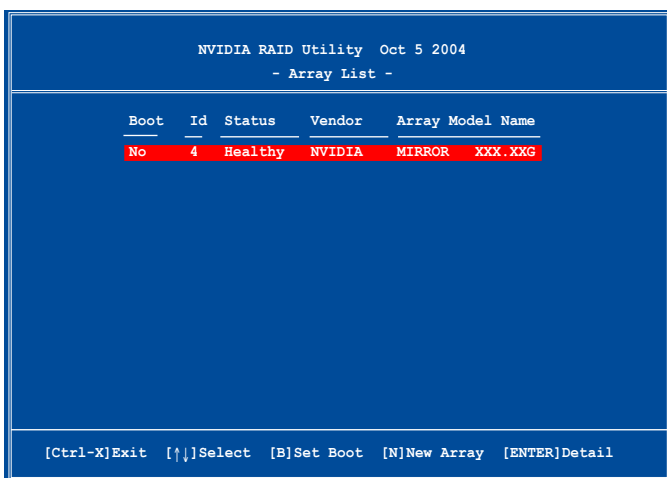 NVIDIA RAID Utility Oct 5 2004
- Array List -
Boot Id Status Vendor Array Model Name
No 4 Healthy NVIDIA MIRROR XXX.XXG
[Ctrl-X]Exit [↑↓]Select [B]Set Boot [N]New Array [ENTER]Detail